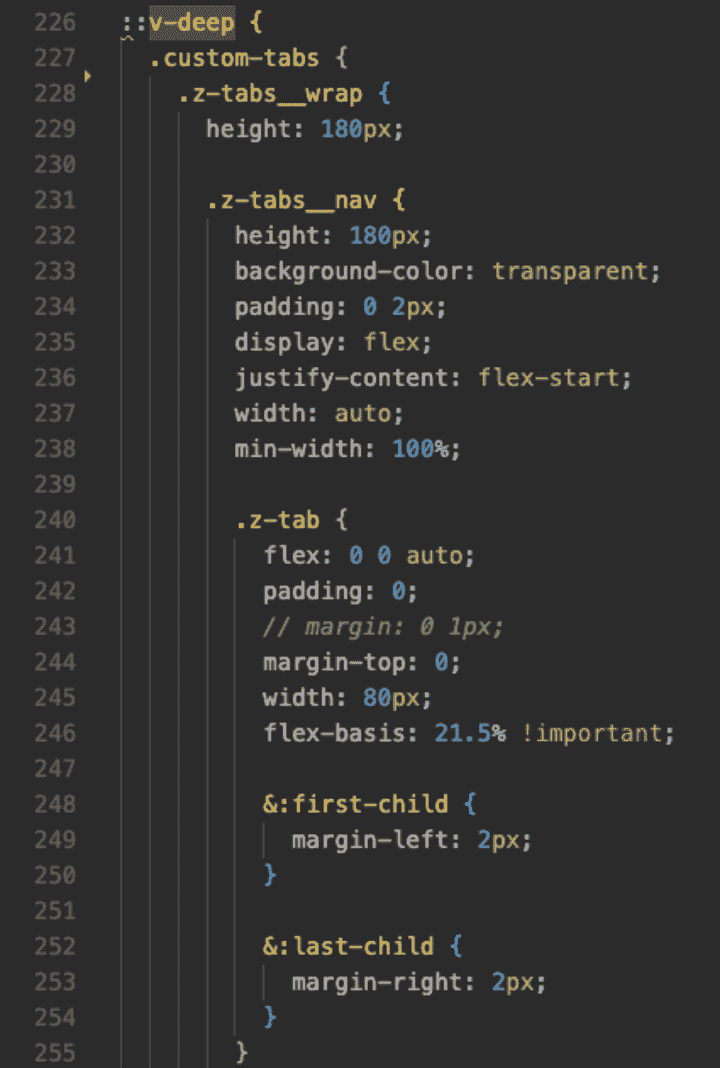 226 ::v-deep {
227 .custom-tabs {
228 .z-tabs__wrap {
229 height: 180px;
230
231 .z-tabs__nav {
232 height: 180px;
233 background-color: transparent;
234 padding: 0 2px;
235 display: flex;
236 justify-content: flex-start;
237 width: auto;
238 min-width: 100%;
239
240 .z-tab {
241 flex: 0 0 auto;
242 padding: 0;
243 // margin: 0 1px;
244 margin-top: 0;
245 width: 80px;
246 flex-basis: 21.5% !important;
247
248 &:first-child {
249 margin-left: 2px;
250 }
251
252 &:last-child {
253 margin-right: 2px;
254 }
255 }